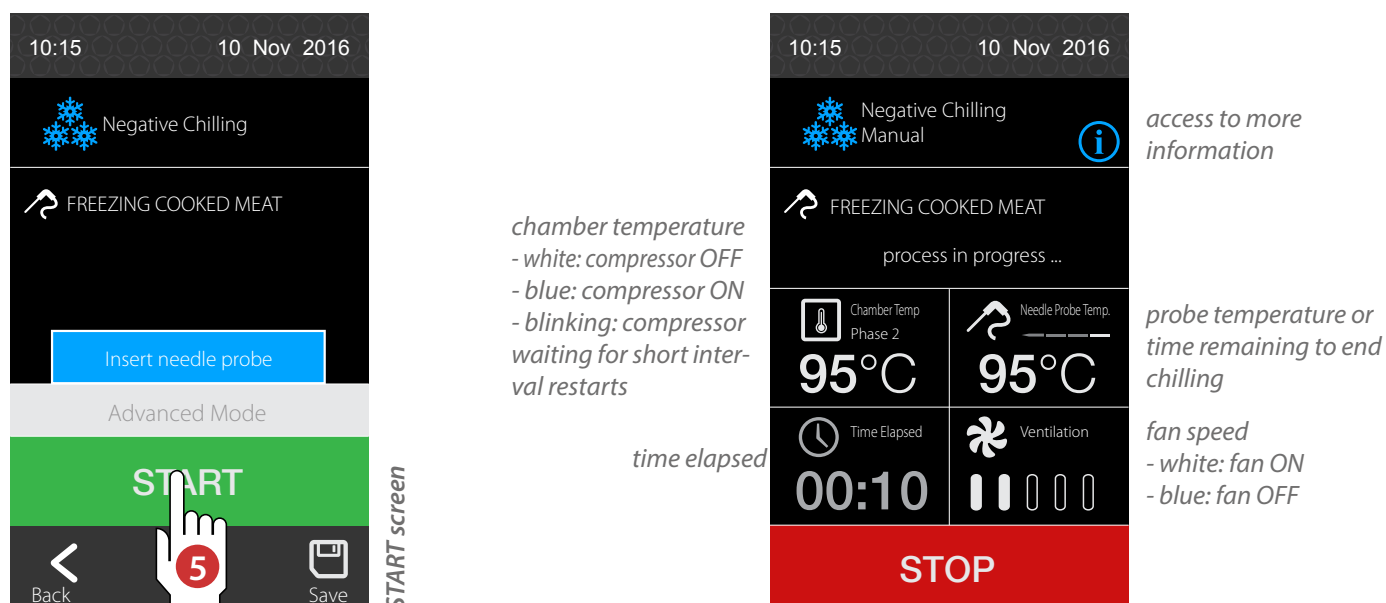 10:15 10 Nov 2016
Negative Chilling
FREEZING COOKED MEAT
Insert needle probe
Advanced Mode
START
5
Back
Save
START screen
chamber temperature
- white: compressor OFF
- blue: compressor ON
- blinking: compressor
waiting for short inter-
val restarts
time elapsed
10:15 10 Nov 2016
Negative Chilling
Manual
i
FREEZING COOKED MEAT
process in progress ...
Chamber Temp
Phase 2
95°C
Needle Probe Temp.
95°C
Time Elapsed
00:10
Ventilation
STOP
access to more
information
probe temperature or
time remaining to end
chilling
fan speed
- white: fan ON
- blue: fan OFF